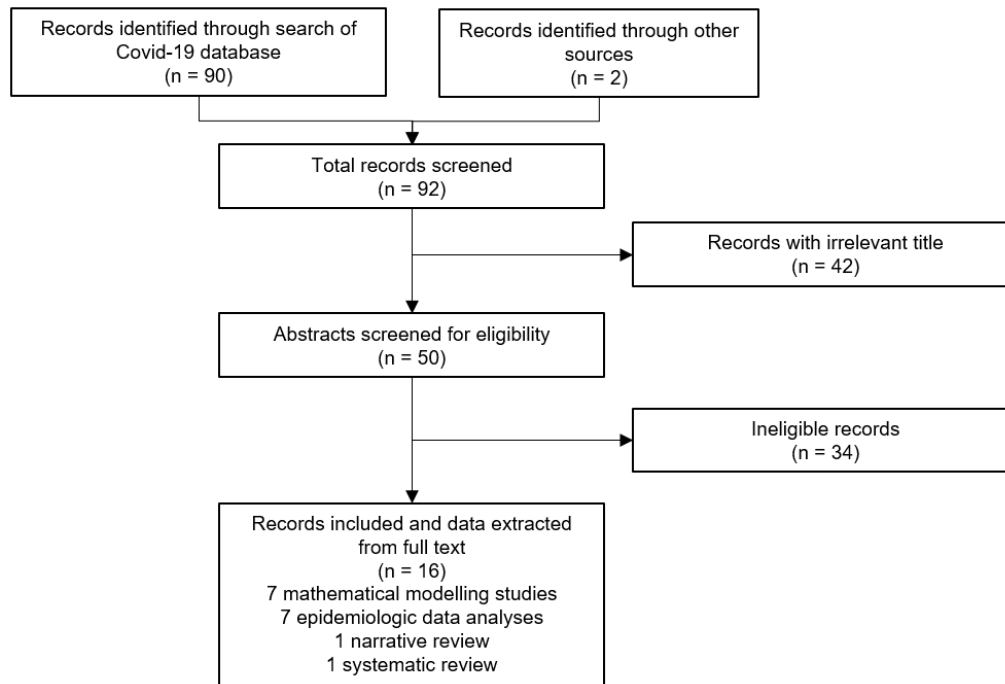 Records identified through search of
Covid-19 database
(n = 90)
Records identified through other
sources
(n = 2)
Total records screened
(n = 92)
Records with irrelevant title
(n = 42)
Abstracts screened for eligibility
(n = 50)
Ineligible records
(n = 34)
Records included and data extracted
from full text
(n = 16)
7 mathematical modelling studies
7 epidemiologic data analyses
1 narrative review
1 systematic review